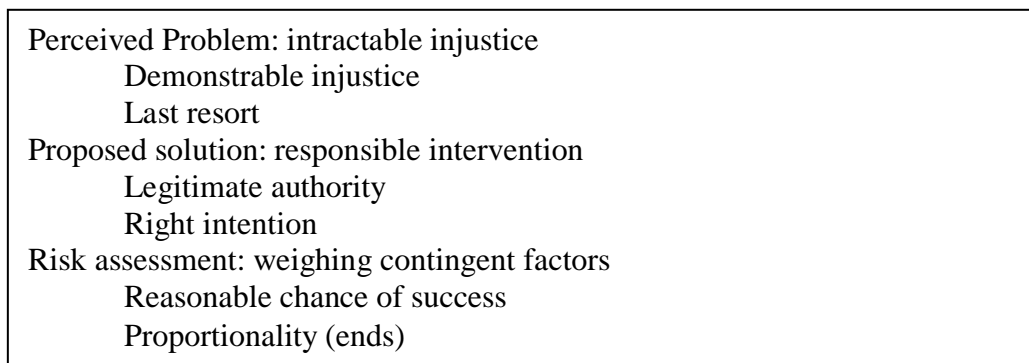 Perceived Problem: intractable injustice
Demonstrable injustice
Last resort
Proposed solution: responsible intervention
Legitimate authority
Right intention
Risk assessment: weighing contingent factors
Reasonable chance of success
Proportionality (ends)